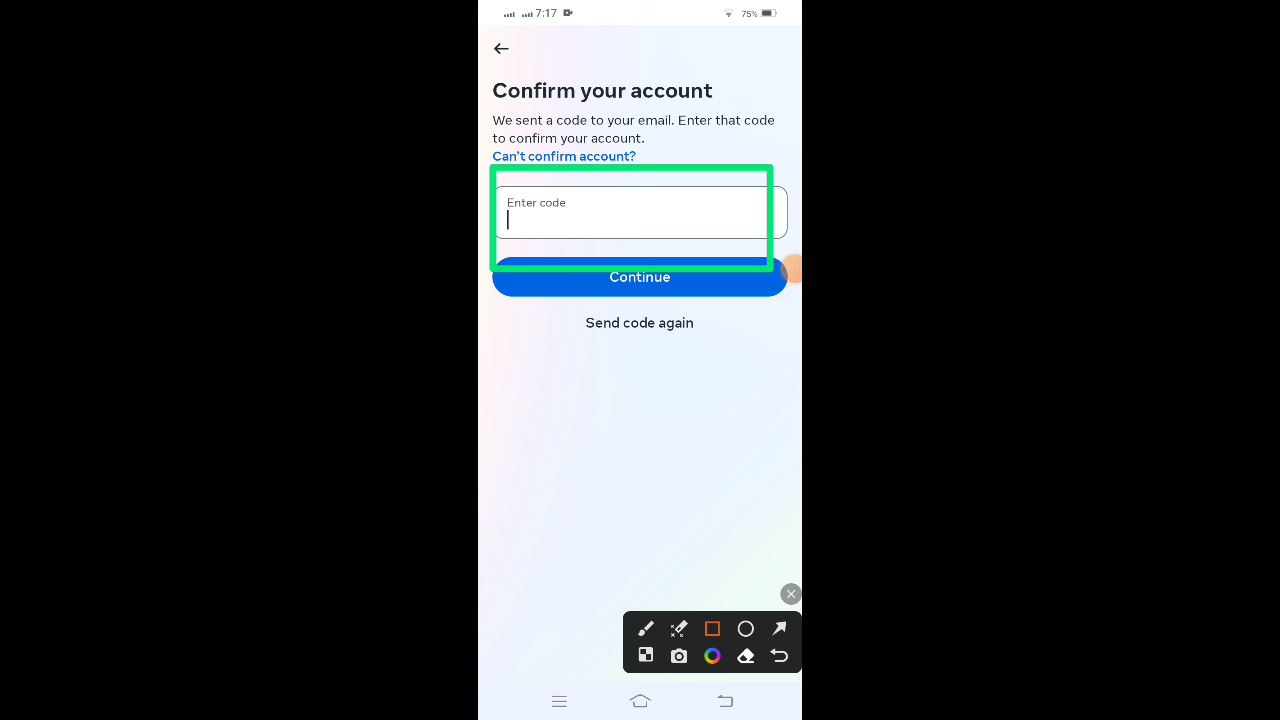 7:17
75%
Confirm your account
We sent a code to your email. Enter that code
to confirm your account.
Can't confirm account?
Enter code
Continue
Send code again